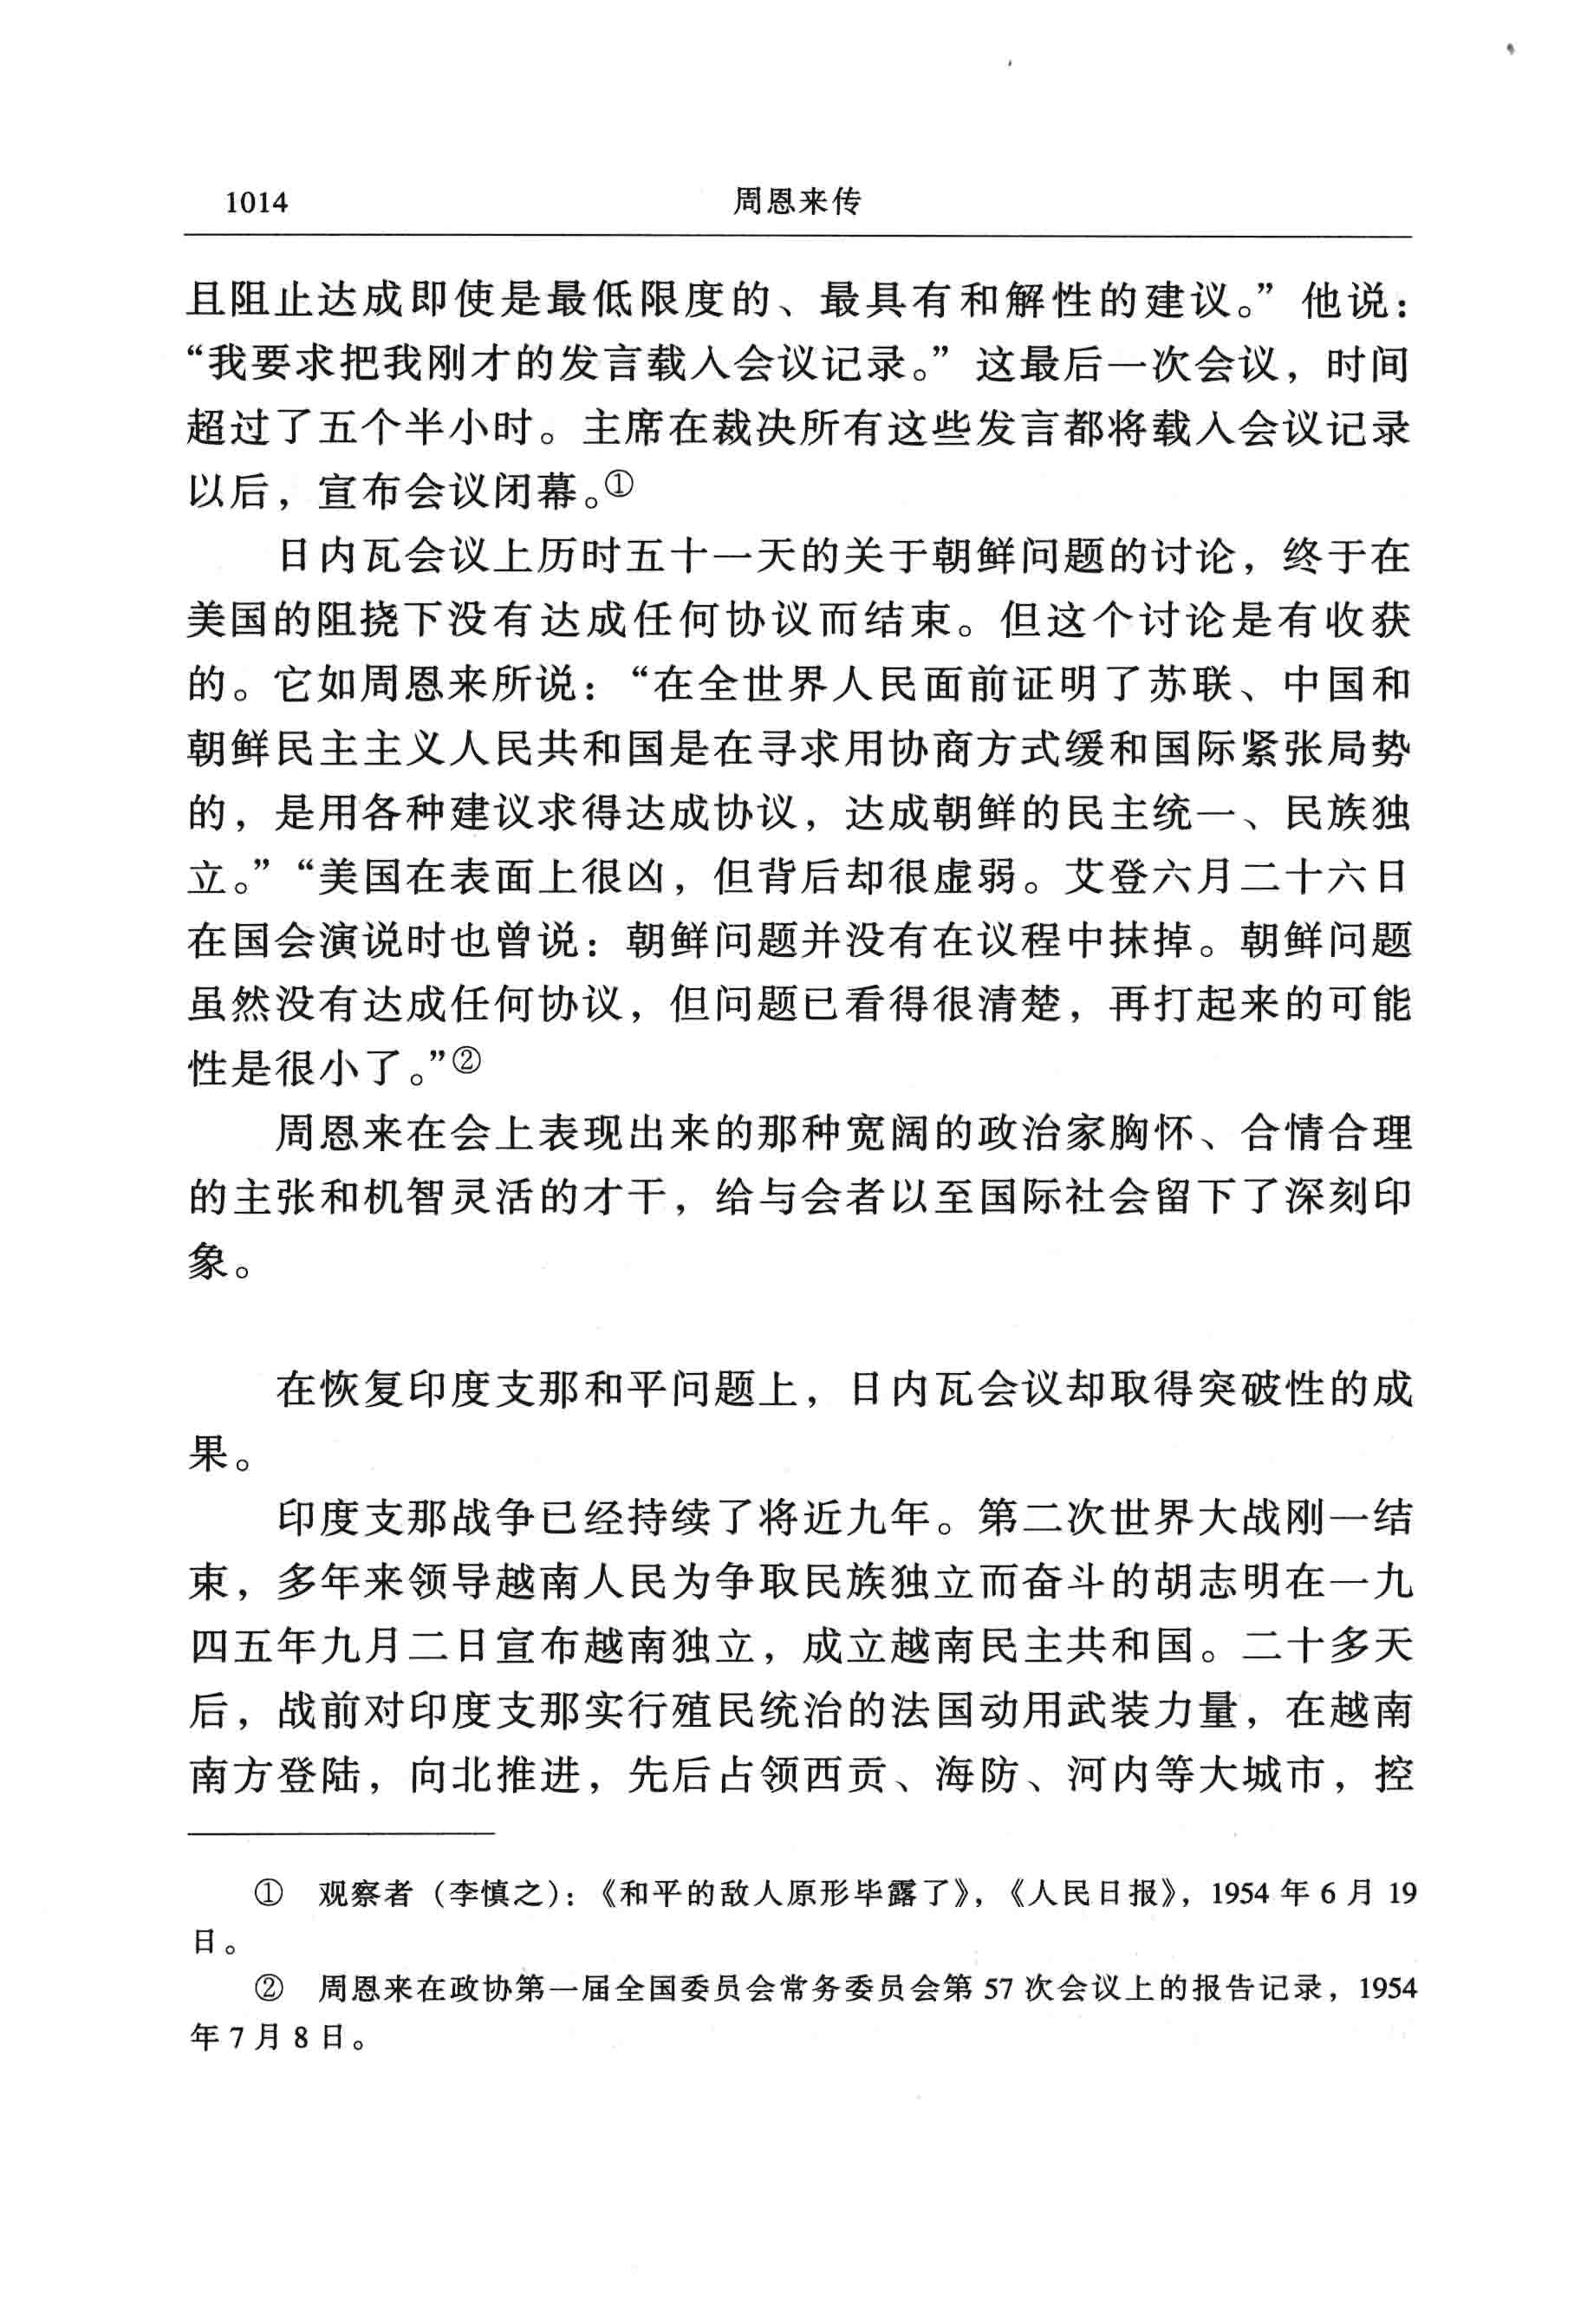 1014 周恩来传
且阻止达成即使是最低限度的、最具有和解性的建议。”他说：
“我要求把我刚才的发言载入会议记录。”这最后一次会议，时间
超过了五个半小时。主席在裁决所有这些发言都将载入会议记录
以后，宣布会议闭幕。①
日内瓦会议上历时五十一天的关于朝鲜问题的讨论，终于在
美国的阻挠下没有达成任何协议而结束。但这个讨论是有收获
的。它如周恩来所说：“在全世界人民面前证明了苏联、中国和
朝鲜民主主义人民共和国是在寻求用协商方式缓和国际紧张局势
的，是用各种建议求得达成协议，达成朝鲜的民主统一、民族独
立。”“美国在表面上很凶，但背后却很虚弱。艾登六月二十六日
在国会演说时也曾说：朝鲜问题并没有在议程中抹掉。朝鲜问题
虽然没有达成任何协议，但问题已看得很清楚，再打起来的可能
性是很小了。”②
周恩来在会上表现出来的那种宽阔的政治家胸怀、合情合理
的主张和机智灵活的才干，给与会者以至国际社会留下了深刻印
象。
在恢复印度支那和平问题上，日内瓦会议却取得突破性的成
果。
印度支那战争已经持续了将近九年。第二次世界大战刚一结
束，多年来领导越南人民为争取民族独立而奋斗的胡志明在一九
四五年九月二日宣布越南独立，成立越南民主共和国。二十多天
后，战前对印度支那实行殖民统治的法国动用武装力量，在越南
南方登陆，向北推进，先后占领西贡、海防、河内等大城市，控
① 观察者（李慎之）：《和平的敌人原形毕露了》，《人民日报》，1954 年 6 月 19
日。
② 周恩来在政协第一届全国委员会常务委员会第 57 次会议上的报告记录，1954
年 7 月 8 日。